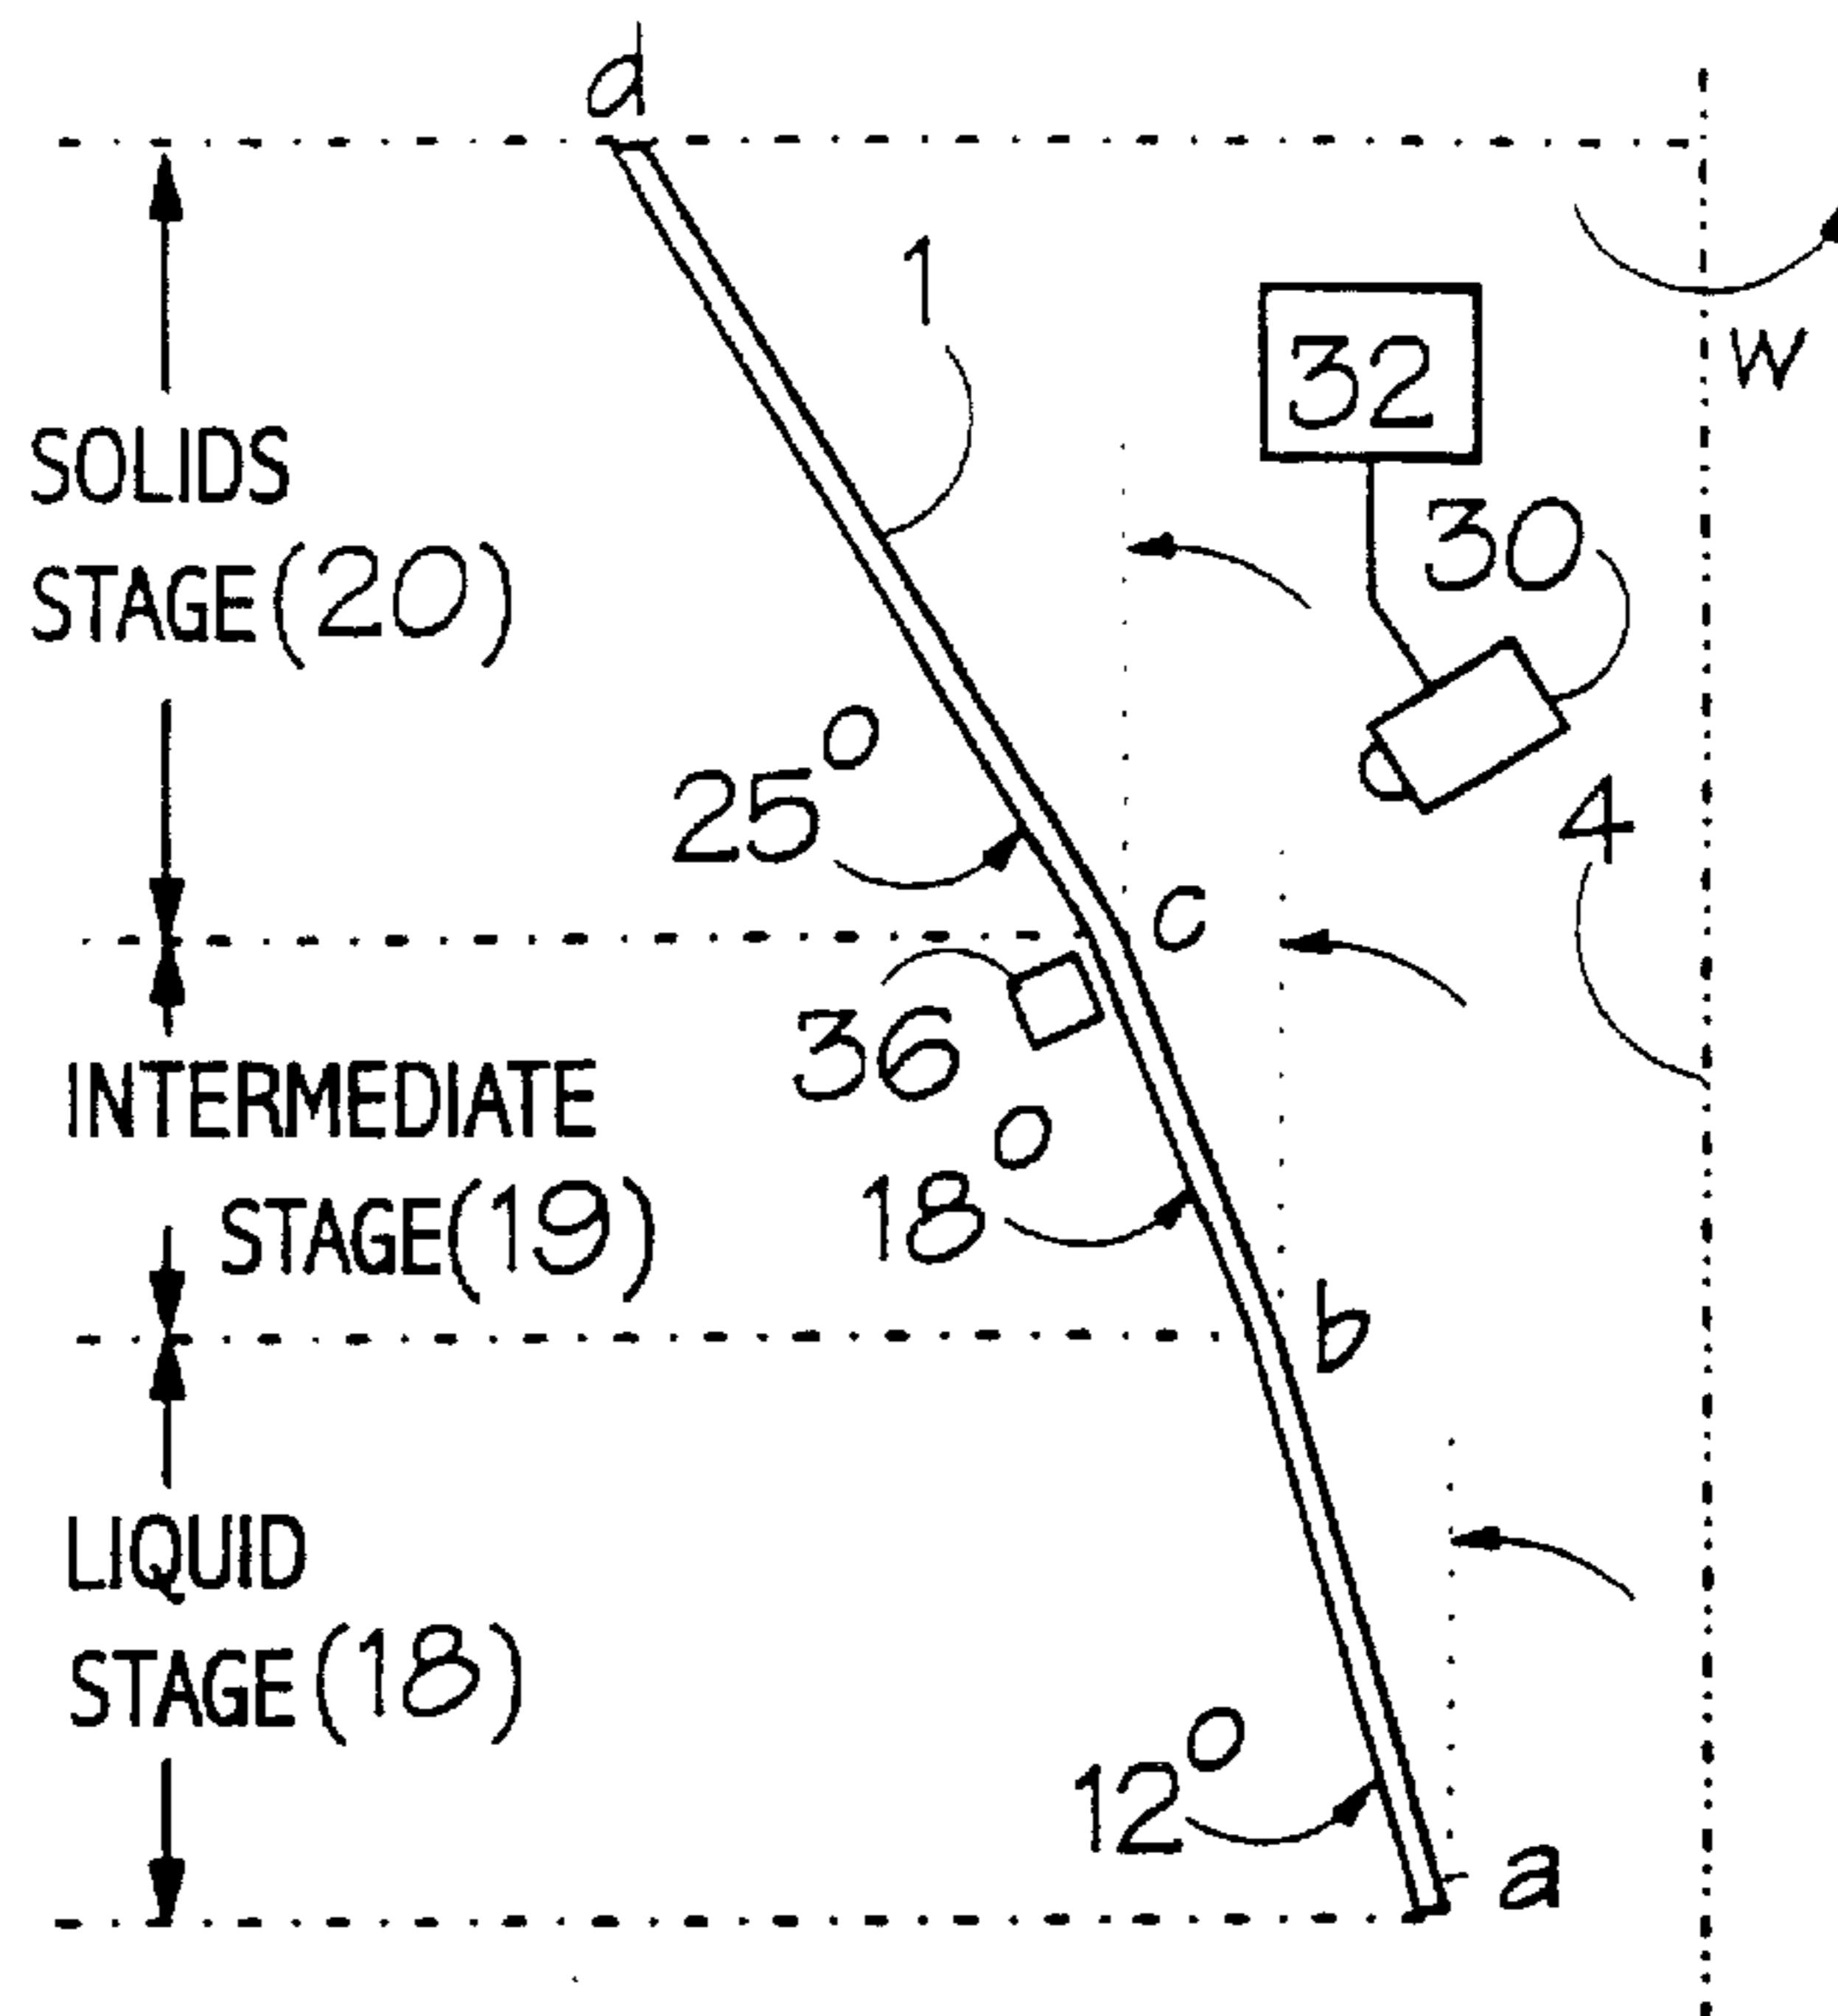 d
1
32
w
SOLIDS
STAGE(20)
30
25°
4
c
36
INTERMEDIATE
STAGE(19)
18°
b
LIQUID
STAGE(18)
12°
a